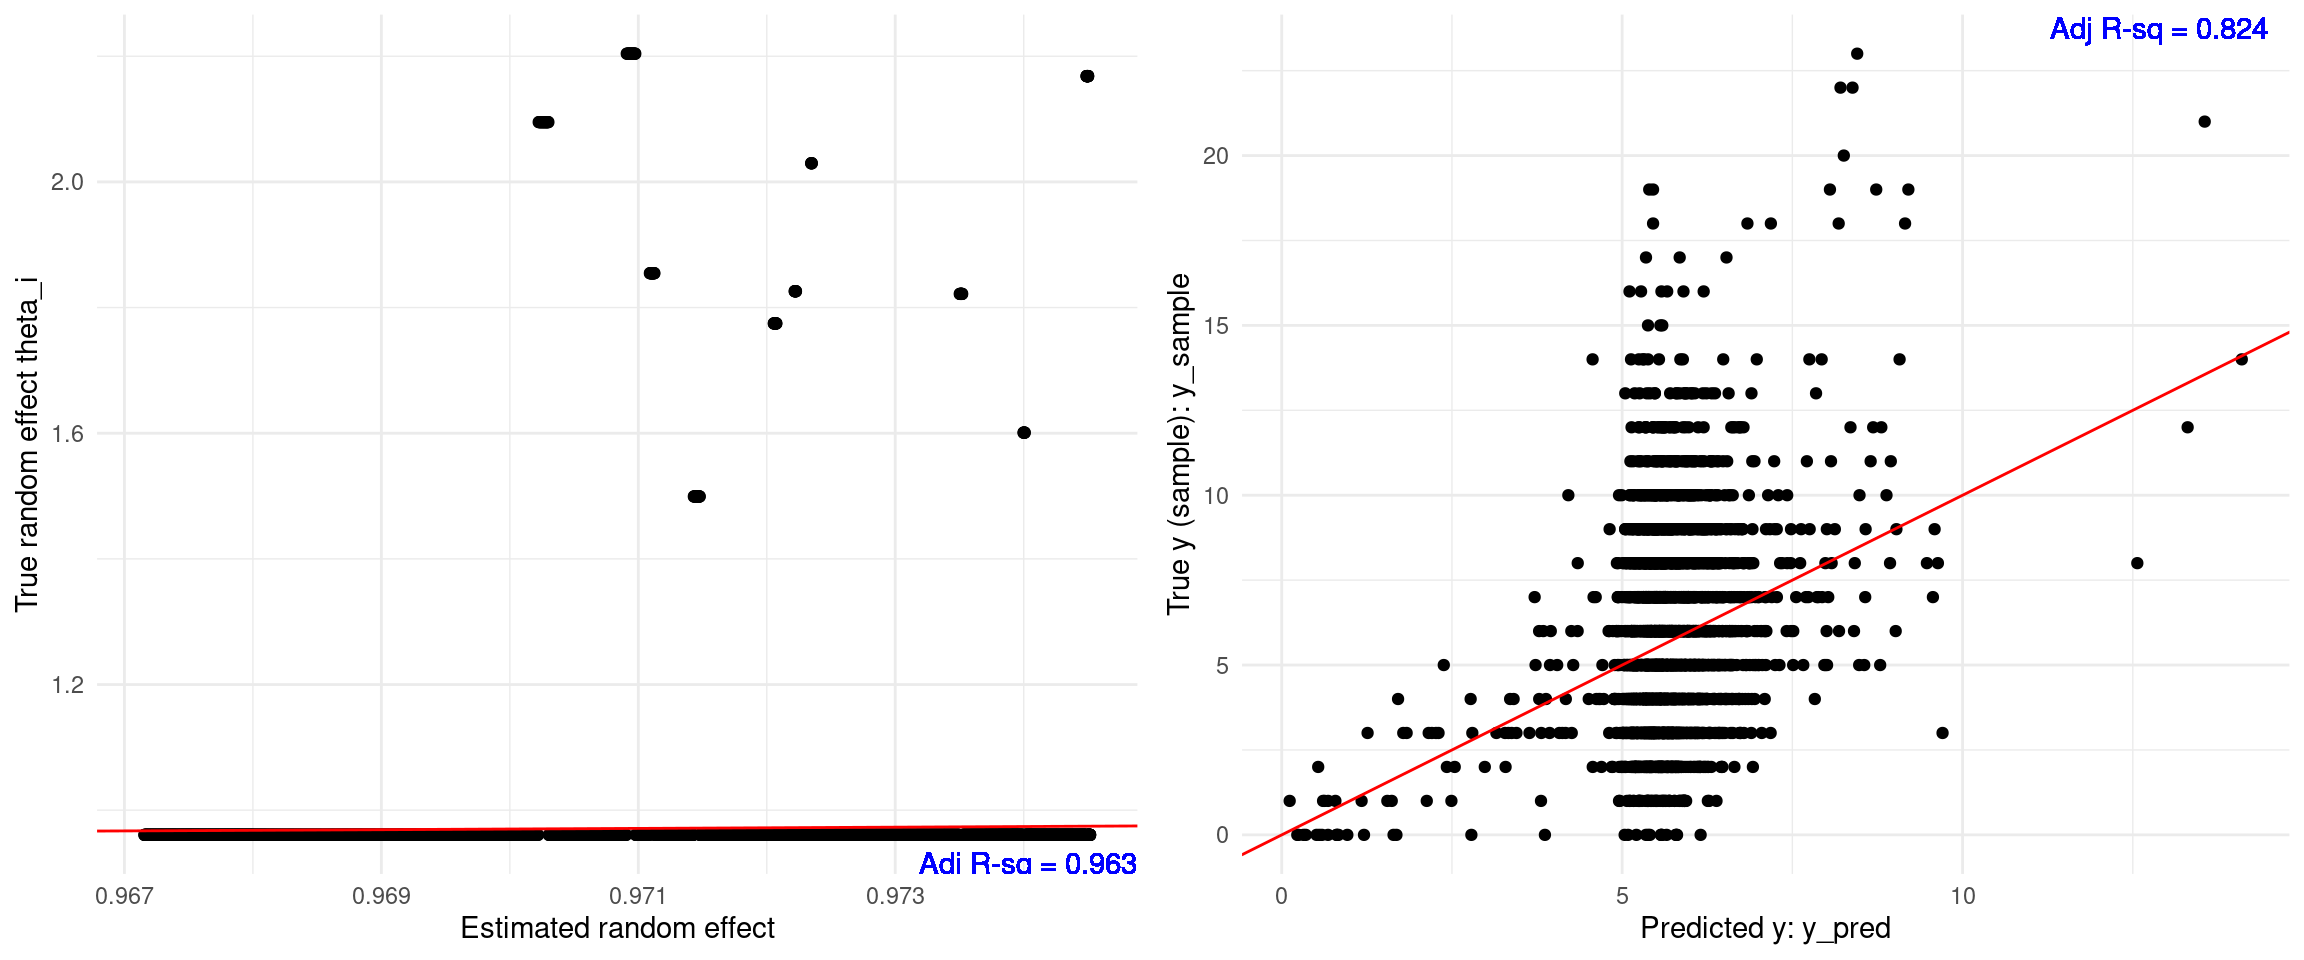 True random effect theta_i
2.0
1.6
1.2
0.967
0.969
0.971
0.973
Estimated random effect
Adj R-sq = 0.963
True y (sample): y_sample
20
15
10
5
0
0
5
10
Predicted y: y_pred
Adj R-sq = 0.824